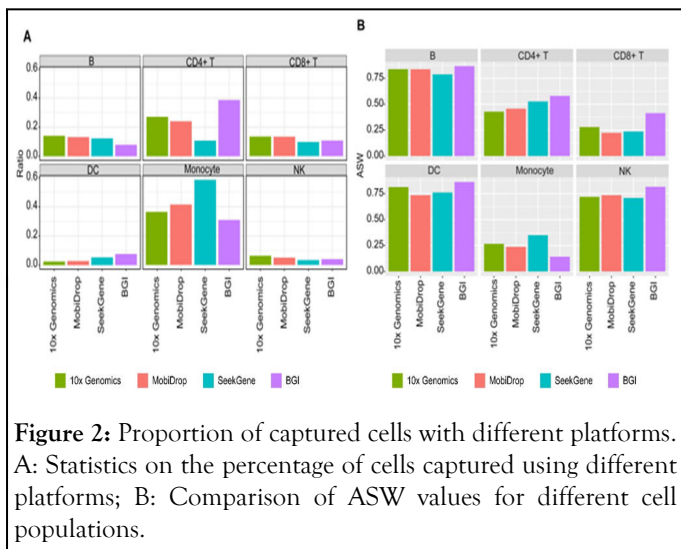 A
B
B CD4+ T CD8+ T
0.6
0.4
0.2
0.0
Ratio
DC Monocyte NK
0.6
0.4
0.2
0.0
10x Genomics
MobiDrop
SeekGene
BGI
10x Genomics
MobiDrop
SeekGene
BGI
10x Genomics
MobiDrop
SeekGene
BGI
10x Genomics MobiDrop SeekGene BGI
B CD4+ T CD8+ T
0.75
0.50
0.25
0.00
ASW
DC Monocyte NK
0.75
0.50
0.25
0.00
10x Genomics
MobiDrop
SeekGene
BGI
10x Genomics
MobiDrop
SeekGene
BGI
10x Genomics
MobiDrop
SeekGene
BGI
10x Genomics MobiDrop SeekGene BGI
Figure 2: Proportion of captured cells with different platforms.
A: Statistics on the percentage of cells captured using different
platforms; B: Comparison of ASW values for different cell
populations.